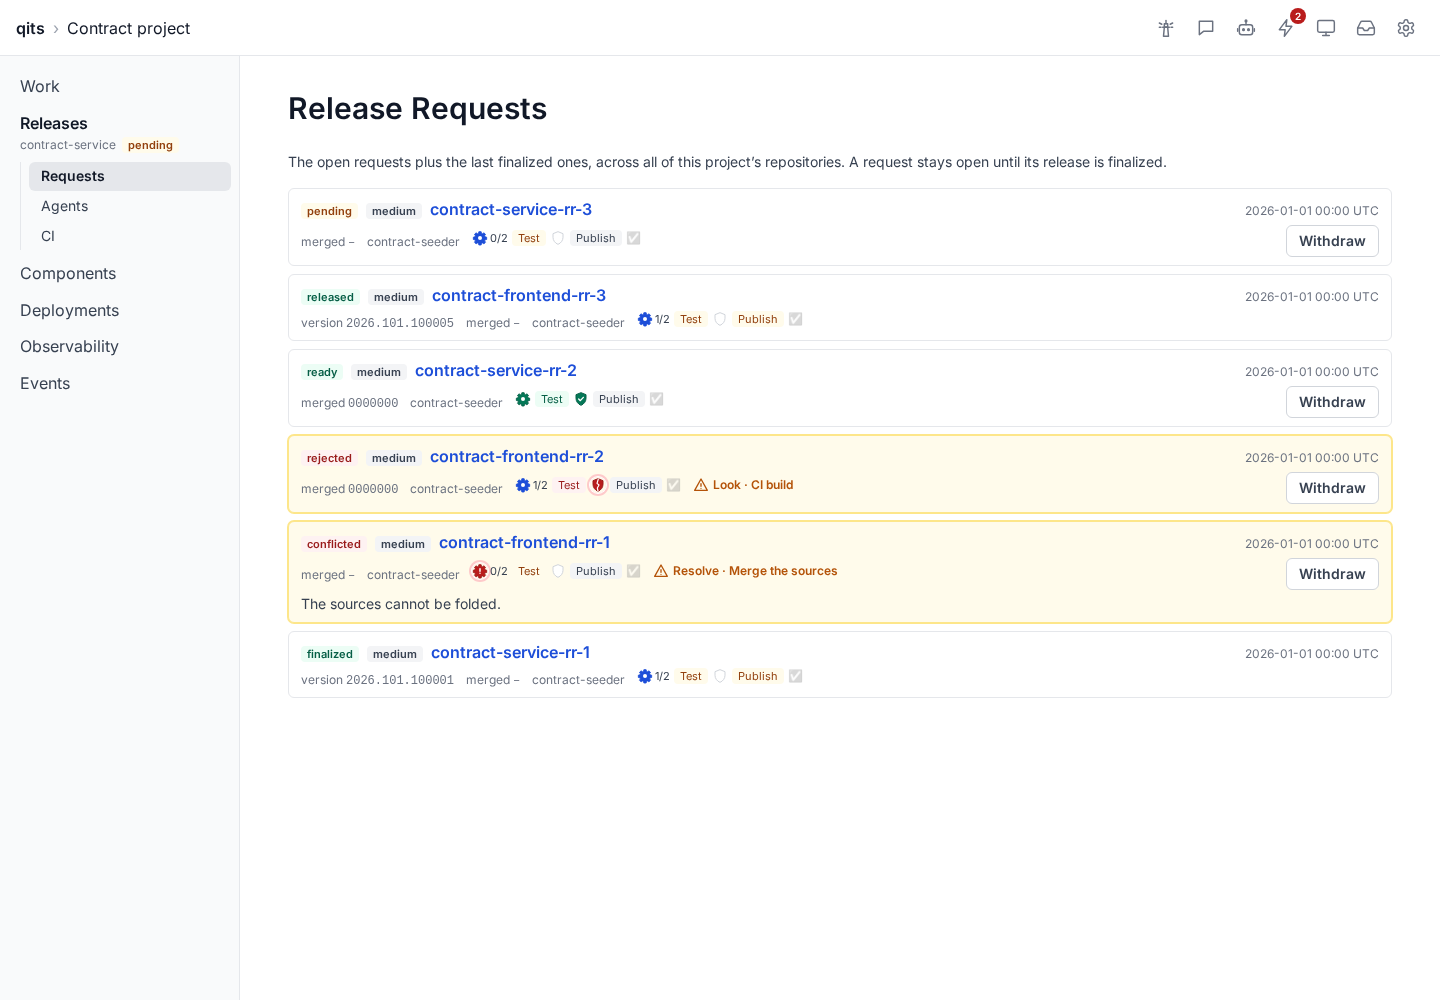 qits › Contract project
2
Work
Releases
contract-service pending
Requests
Agents
CI
Components
Deployments
Observability
Events
Release Requests
The open requests plus the last finalized ones, across all of this project’s repositories. A request stays open until its release is finalized.
pending medium contract-service-rr-3 2026-01-01 00:00 UTC
merged – contract-seeder 0/2 Test Publish Withdraw
released medium contract-frontend-rr-3 2026-01-01 00:00 UTC
version 2026.101.100005 merged – contract-seeder 1/2 Test Publish
ready medium contract-service-rr-2 2026-01-01 00:00 UTC
merged 0000000 contract-seeder Test Publish Withdraw
rejected medium contract-frontend-rr-2 2026-01-01 00:00 UTC
merged 0000000 contract-seeder 1/2 Test Publish Look · CI build Withdraw
conflicted medium contract-frontend-rr-1 2026-01-01 00:00 UTC
merged – contract-seeder 0/2 Test Publish Resolve · Merge the sources Withdraw
The sources cannot be folded.
finalized medium contract-service-rr-1 2026-01-01 00:00 UTC
version 2026.101.100001 merged – contract-seeder 1/2 Test Publish